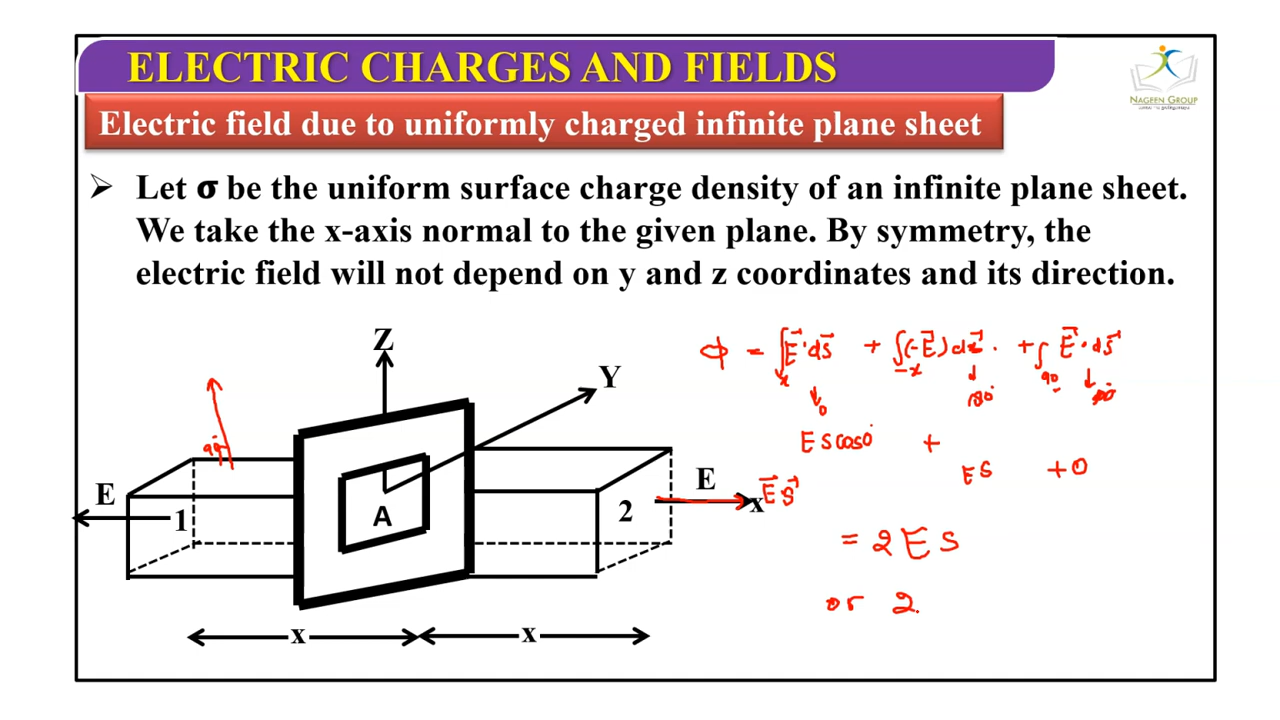 ELECTRIC CHARGES AND FIELDS
NAGEEN GROUP
Electric field due to uniformly charged infinite plane sheet
➢ Let σ be the uniform surface charge density of an infinite plane sheet.
We take the x-axis normal to the given plane. By symmetry, the
electric field will not depend on y and z coordinates and its direction.
Z
Y
E
1
A
2
E
x
x
x
ϕ = ∫ E⃗ · ds⃗ + ∫ (-E⃗) ds⃗ + ∫ E⃗ · ds⃗
x
-x
90
0
180°
90°
E S cos0° +
ES + 0
E⃗ S⃗
= 2 E S
or 2